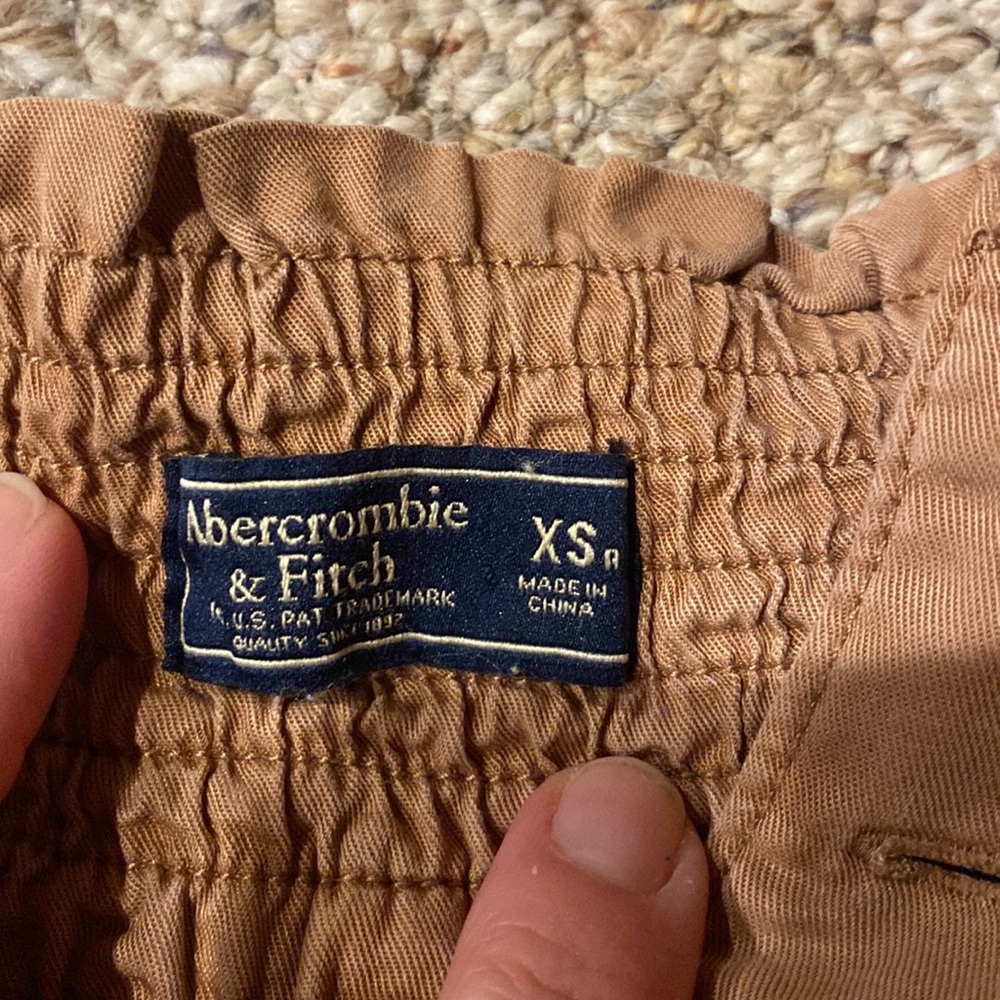 Abercrombie
& Fitch
U.S. PAT. TRADEMARK
QUALITY SINCE 1892
XS R
MADE IN
CHINA